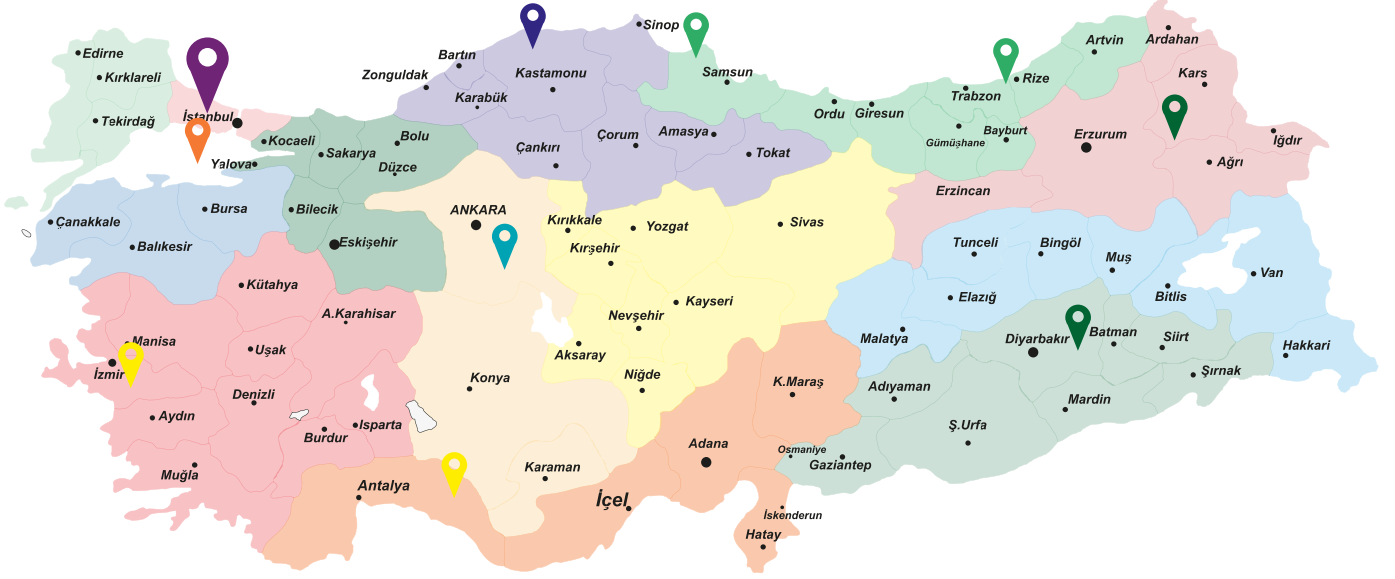 Edirne
Kırklareli
Tekirdağ
İstanbul
Kocaeli
Yalova
Sakarya
Bolu
Düzce
Bilecik
Eskişehir
Çanakkale
Bursa
Balıkesir
Zonguldak
Bartın
Karabük
Kastamonu
Sinop
Çankırı
Çorum
Amasya
Tokat
Samsun
Ordu
Giresun
Trabzon
Rize
Artvin
Gümüşhane
Bayburt
Ardahan
Kars
Erzurum
Iğdır
Ağrı
Erzincan
ANKARA
Kırıkkale
Yozgat
Sivas
Kırşehir
Kayseri
Nevşehir
Aksaray
Niğde
Konya
Karaman
Tunceli
Bingöl
Muş
Van
Elazığ
Bitlis
Malatya
Hakkari
Diyarbakır
Batman
Siirt
Şırnak
Adıyaman
Mardin
Ş.Urfa
Osmaniye
Gaziantep
Kütahya
A.Karahisar
Manisa
Uşak
İzmir
Denizli
Aydın
Isparta
Burdur
Muğla
Antalya
K.Maraş
Adana
İçel
İskenderun
Hatay